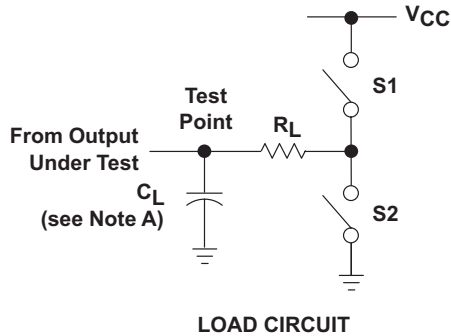 VCC
S1
Test
Point
RL
From Output
Under Test
CL
(see Note A)
S2
LOAD CIRCUIT